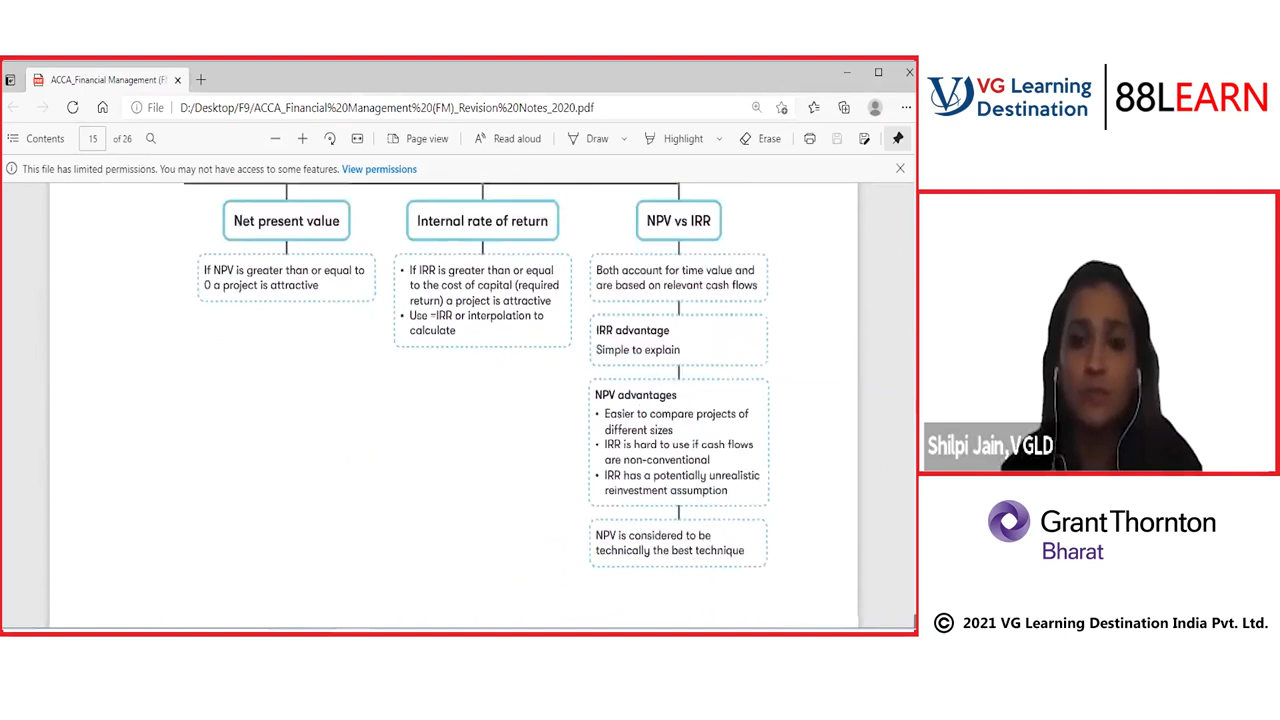 ACCA_Financial Management (F
File
D:/Desktop/F9/ACCA_Financial%20Management%20(FM)_Revision%20Notes_2020.pdf
Contents
15
of 26
Page view
Read aloud
Draw
Highlight
Erase
This file has limited permissions. You may not have access to some features. View permissions
Net present value
If NPV is greater than or equal to
0 a project is attractive
Internal rate of return
• If IRR is greater than or equal
to the cost of capital (required
return) a project is attractive
• Use =IRR or interpolation to
calculate
NPV vs IRR
Both account for time value and
are based on relevant cash flows
IRR advantage
Simple to explain
NPV advantages
• Easier to compare projects of
different sizes
• IRR is hard to use if cash flows
are non-conventional
• IRR has a potentially unrealistic
reinvestment assumption
NPV is considered to be
technically the best technique
VG Learning
Destination
88LEARN
Shilpi Jain,VGLD
GrantThornton
Bharat
© 2021 VG Learning Destination India Pvt. Ltd.